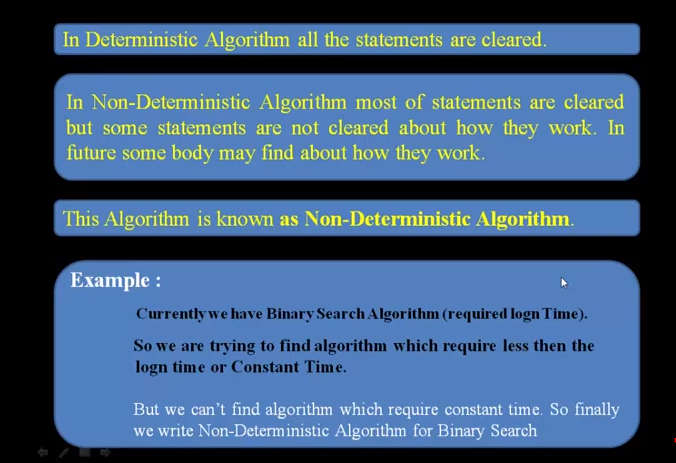 In Deterministic Algorithm all the statements are cleared.
In Non-Deterministic Algorithm most of statements are cleared
but some statements are not cleared about how they work. In
future some body may find about how they work.
This Algorithm is known as Non-Deterministic Algorithm.
Example :
Currently we have Binary Search Algorithm (required logn Time).
So we are trying to find algorithm which require less then the
logn time or Constant Time.
But we can't find algorithm which require constant time. So finally
we write Non-Deterministic Algorithm for Binary Search